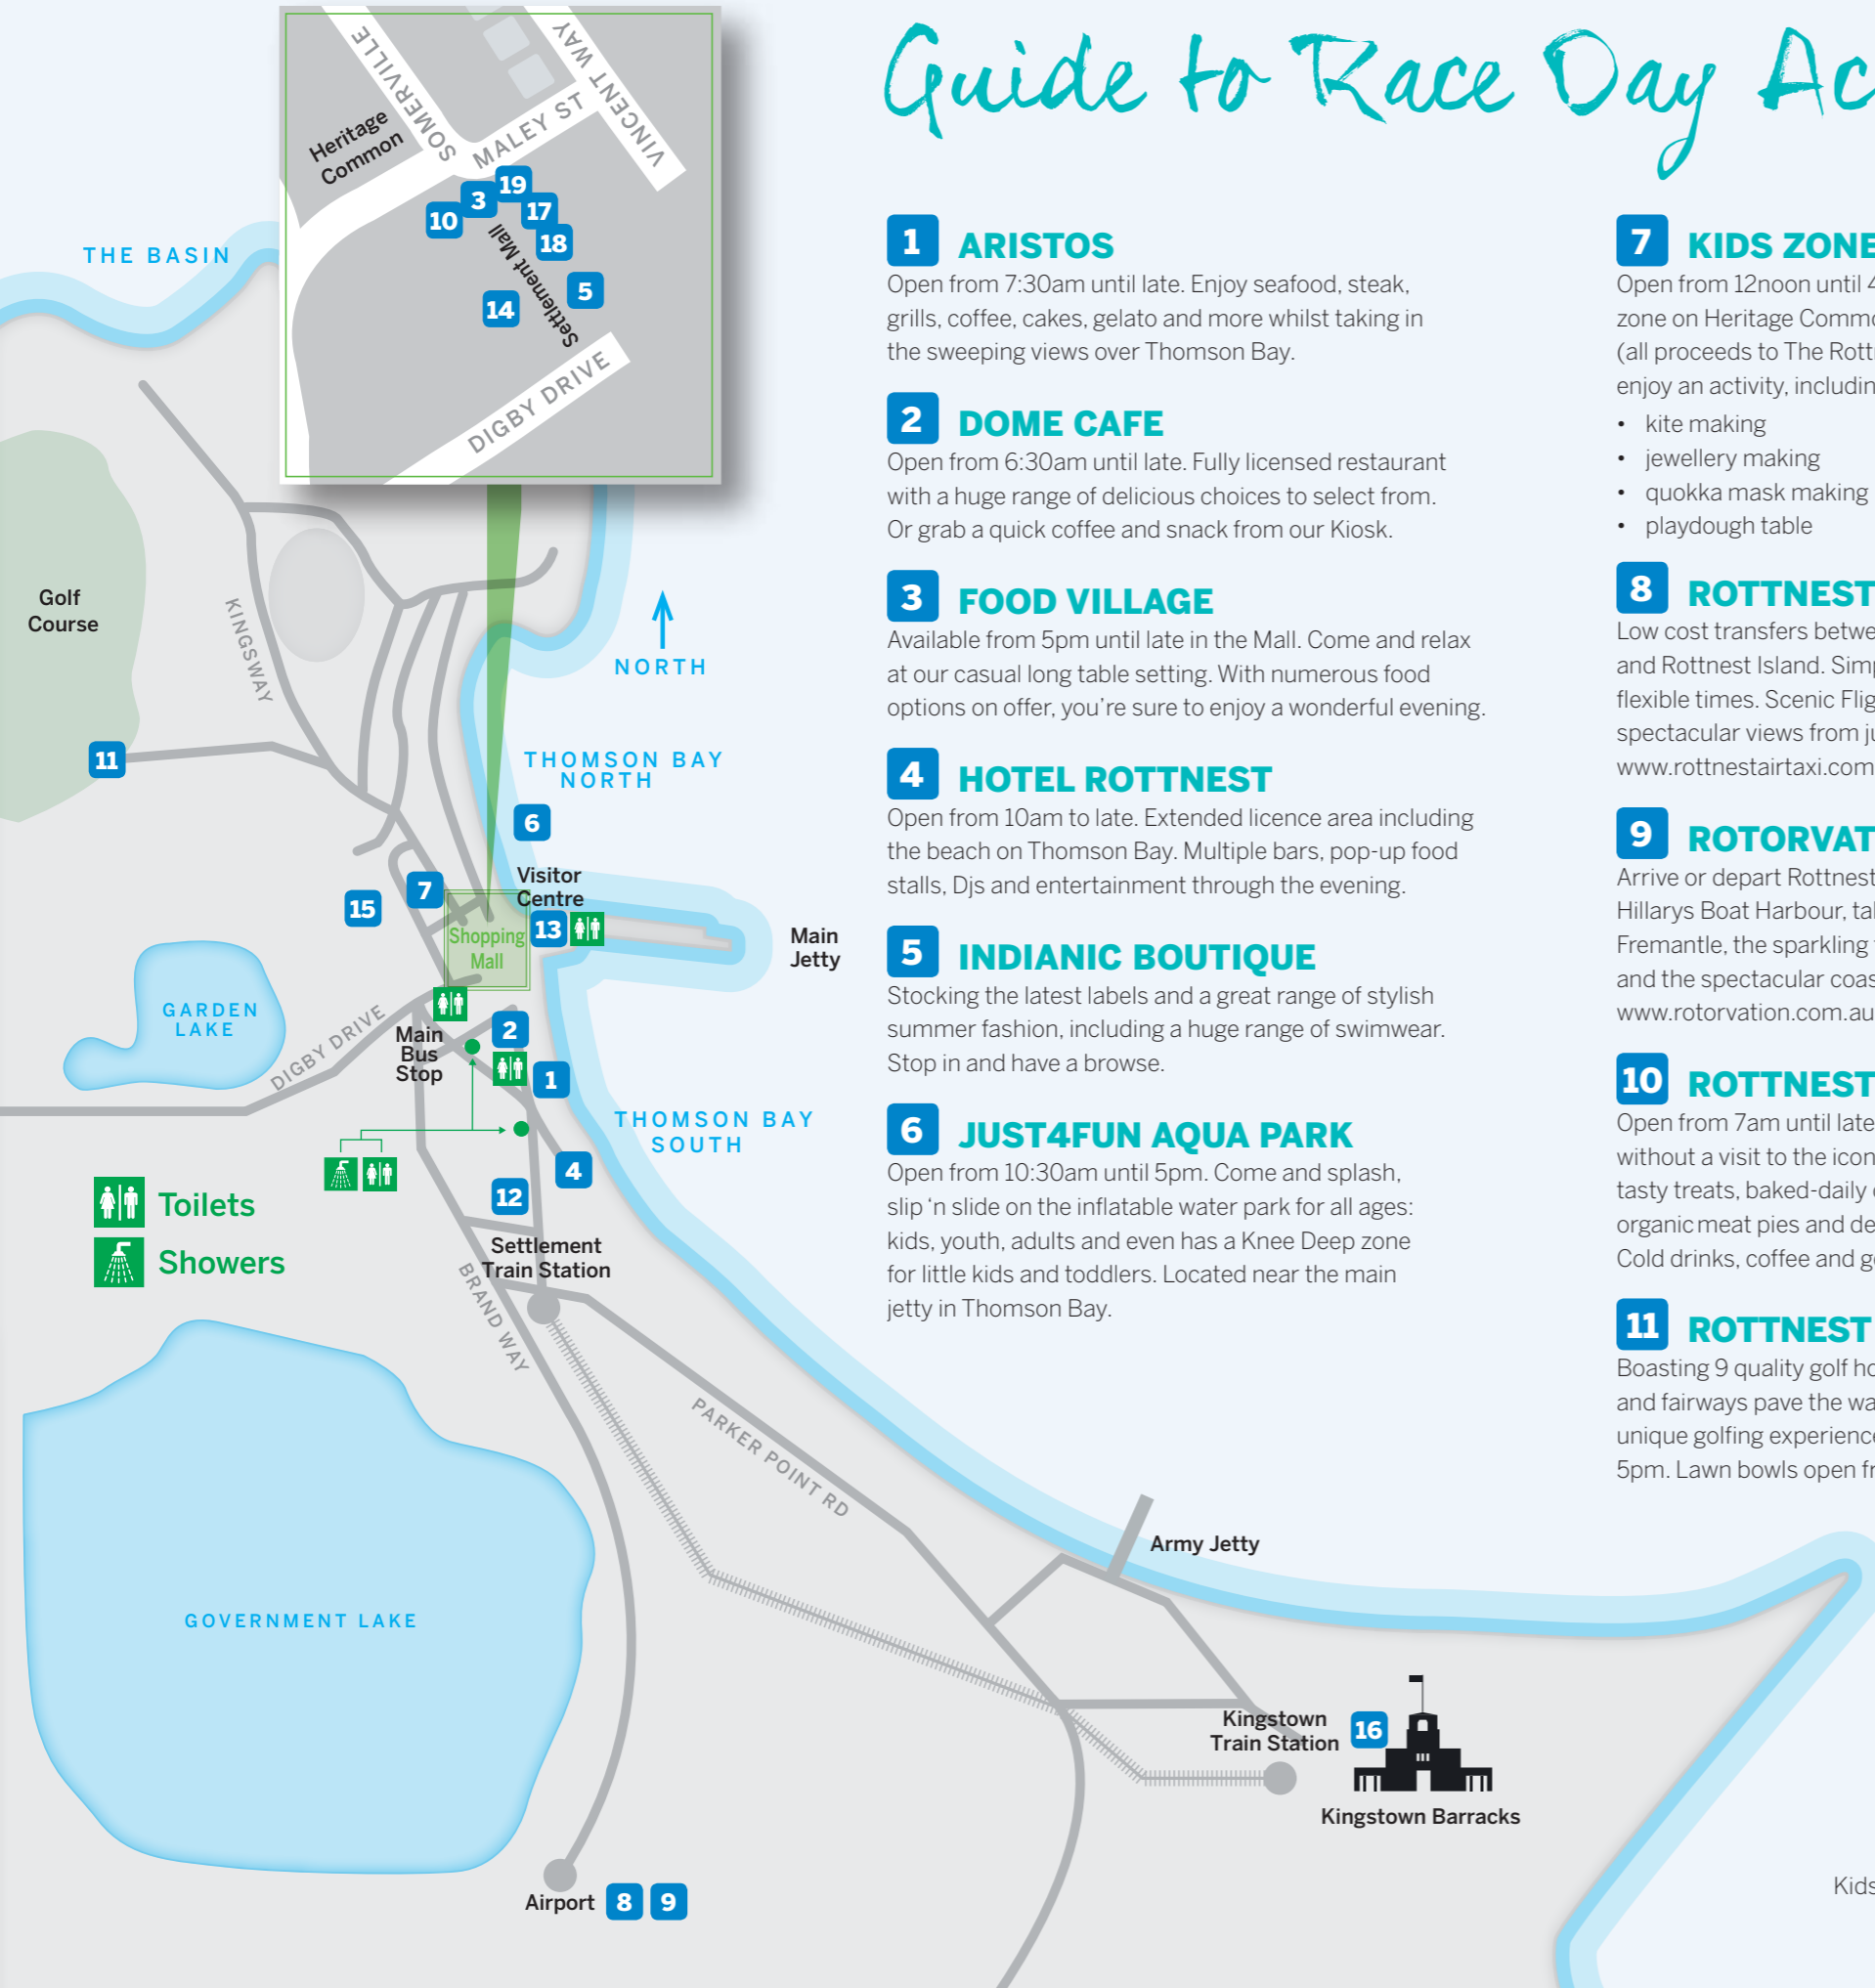 Guide to Race Day Ac
SOMERVILLE
VINCENT WAY
MALEY ST
Heritage
Common
19
3
17
10
18
Settlement Mall
5
14
DIGBY DRIVE
THE BASIN
Golf
Course
KINGSWAY
NORTH
THOMSON BAY
NORTH
11
6
Visitor
Centre
7
15
13
Shopping
Mall
Main
Jetty
GARDEN
LAKE
DIGBY DRIVE
Main
Bus
Stop
2
1
THOMSON BAY
SOUTH
4
12
Toilets
Showers
Settlement
Train Station
BRAND WAY
PARKER POINT RD
Army Jetty
GOVERNMENT LAKE
Kingstown
Train Station
16
Kingstown Barracks
Airport 8 9
1 ARISTOS
Open from 7:30am until late. Enjoy seafood, steak,
grills, coffee, cakes, gelato and more whilst taking in
the sweeping views over Thomson Bay.
2 DOME CAFE
Open from 6:30am until late. Fully licensed restaurant
with a huge range of delicious choices to select from.
Or grab a quick coffee and snack from our Kiosk.
3 FOOD VILLAGE
Available from 5pm until late in the Mall. Come and relax
at our casual long table setting. With numerous food
options on offer, you're sure to enjoy a wonderful evening.
4 HOTEL ROTTNEST
Open from 10am to late. Extended licence area including
the beach on Thomson Bay. Multiple bars, pop-up food
stalls, Djs and entertainment through the evening.
5 INDIANIC BOUTIQUE
Stocking the latest labels and a great range of stylish
summer fashion, including a huge range of swimwear.
Stop in and have a browse.
6 JUST4FUN AQUA PARK
Open from 10:30am until 5pm. Come and splash,
slip 'n slide on the inflatable water park for all ages:
kids, youth, adults and even has a Knee Deep zone
for little kids and toddlers. Located near the main
jetty in Thomson Bay.
7 KIDS ZONE
Open from 12noon until 4
zone on Heritage Commo
(all proceeds to The Rott
enjoy an activity, includin
• kite making
• jewellery making
• quokka mask making
• playdough table
8 ROTTNEST
Low cost transfers betwe
and Rottnest Island. Simp
flexible times. Scenic Flig
spectacular views from ju
www.rottnestairtaxi.com
9 ROTORVAT
Arrive or depart Rottnest
Hillarys Boat Harbour, tal
Fremantle, the sparkling
and the spectacular coas
www.rotorvation.com.au
10 ROTTNEST
Open from 7am until late
without a visit to the icon
tasty treats, baked-daily
organic meat pies and de
Cold drinks, coffee and g
11 ROTTNEST
Boasting 9 quality golf ho
and fairways pave the wa
unique golfing experience
5pm. Lawn bowls open fr
Kids